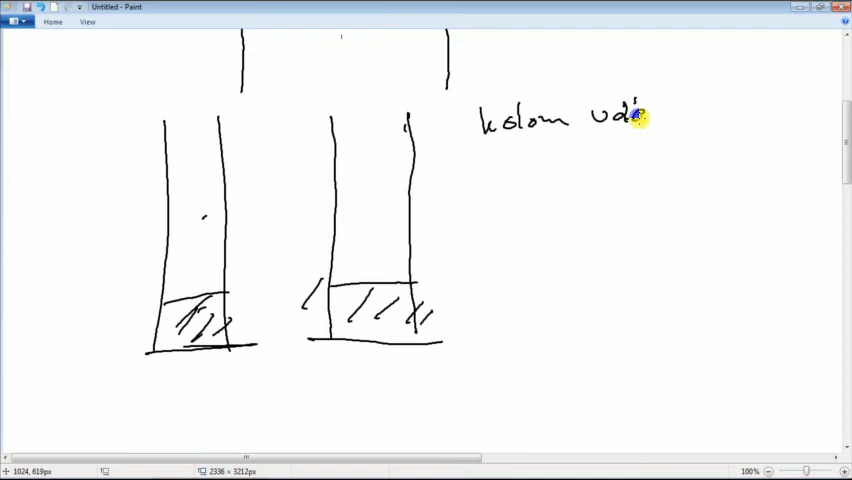 Untitled - Paint
Home View
kolom
1024, 619px
2336 × 3212px
100%